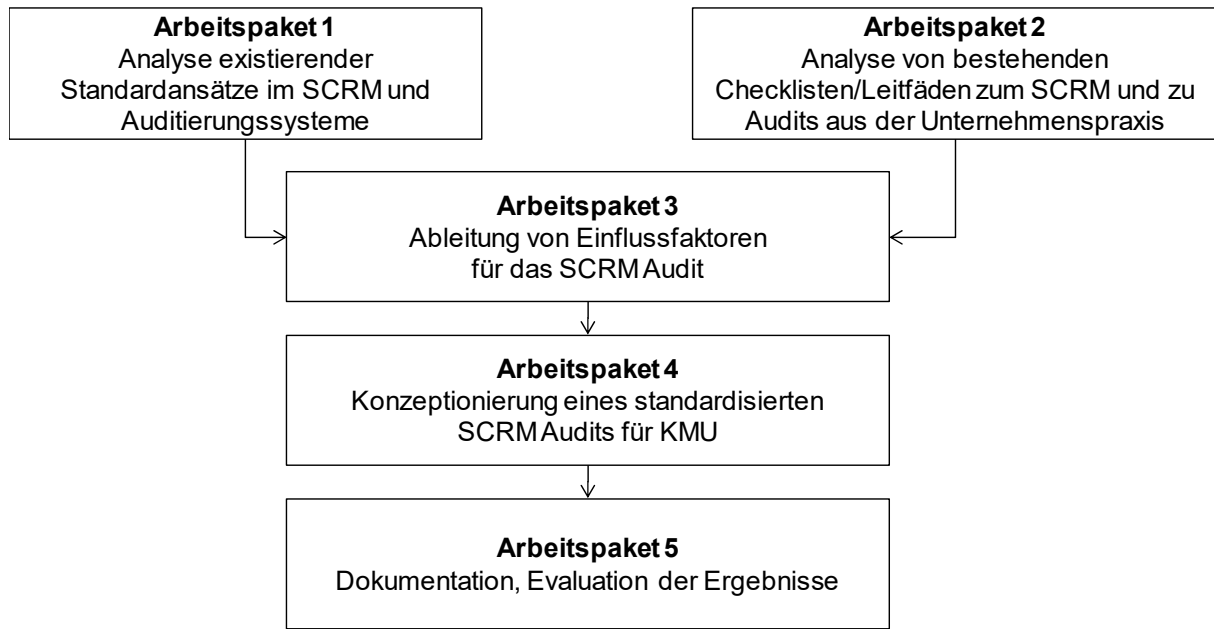 Arbeitspaket 1
Analyse existierender
Standardansätze im SCRM und
Auditierungssysteme
Arbeitspaket 2
Analyse von bestehenden
Checklisten/Leitfäden zum SCRM und zu
Audits aus der Unternehmenspraxis
Arbeitspaket 3
Ableitung von Einflussfaktoren
für das SCRM Audit
Arbeitspaket 4
Konzeptionierung eines standardisierten
SCRM Audits für KMU
Arbeitspaket 5
Dokumentation, Evaluation der Ergebnisse